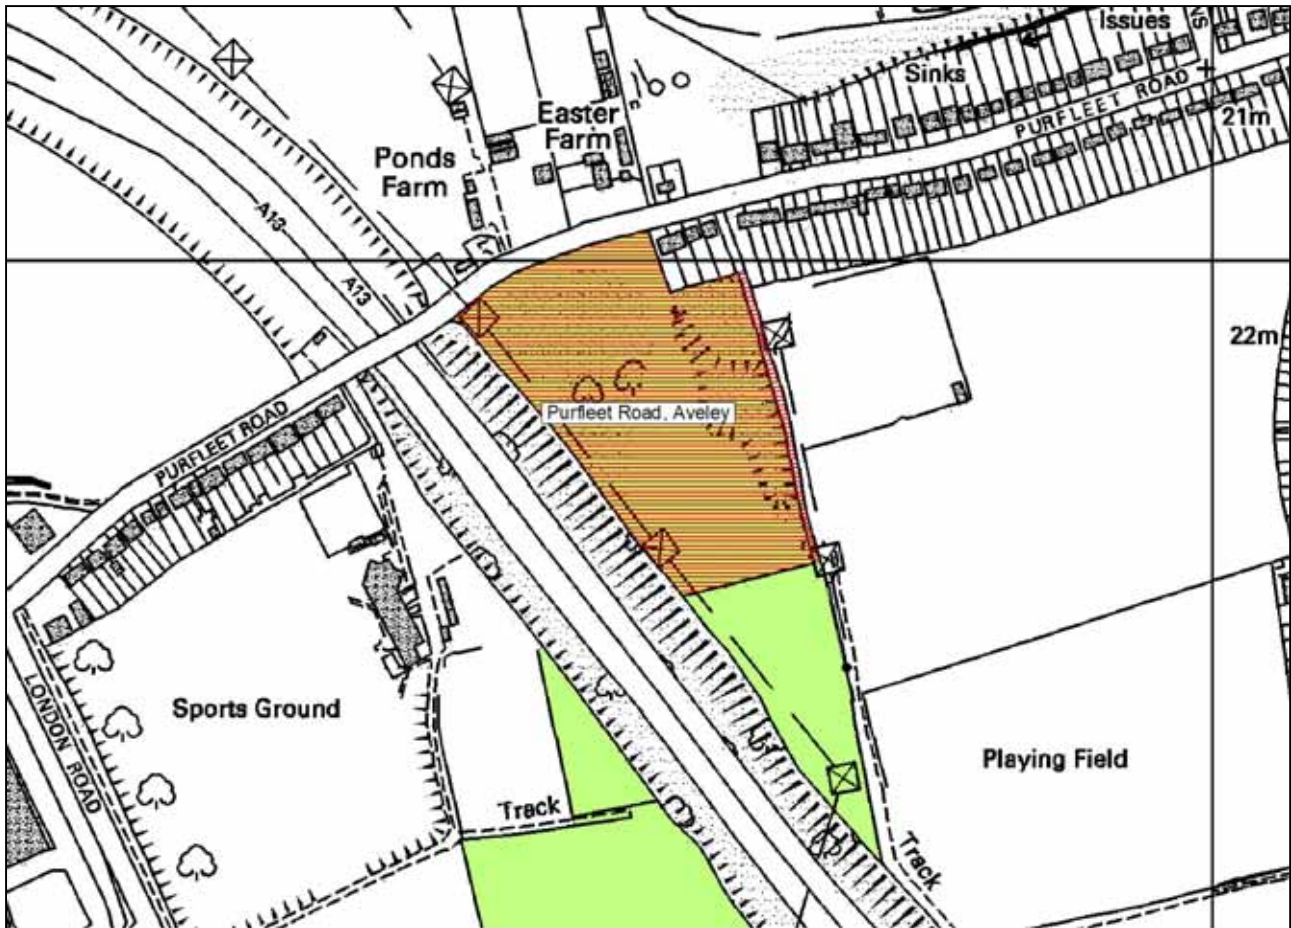 Issues
Sinks
PURFLEET ROAD
21m
Easter
Farm
Ponds
Farm
A13
A13
22m
Purfleet Road, Aveley
PURFLEET ROAD
LONDON ROAD
Sports Ground
Track
Playing Field
Track